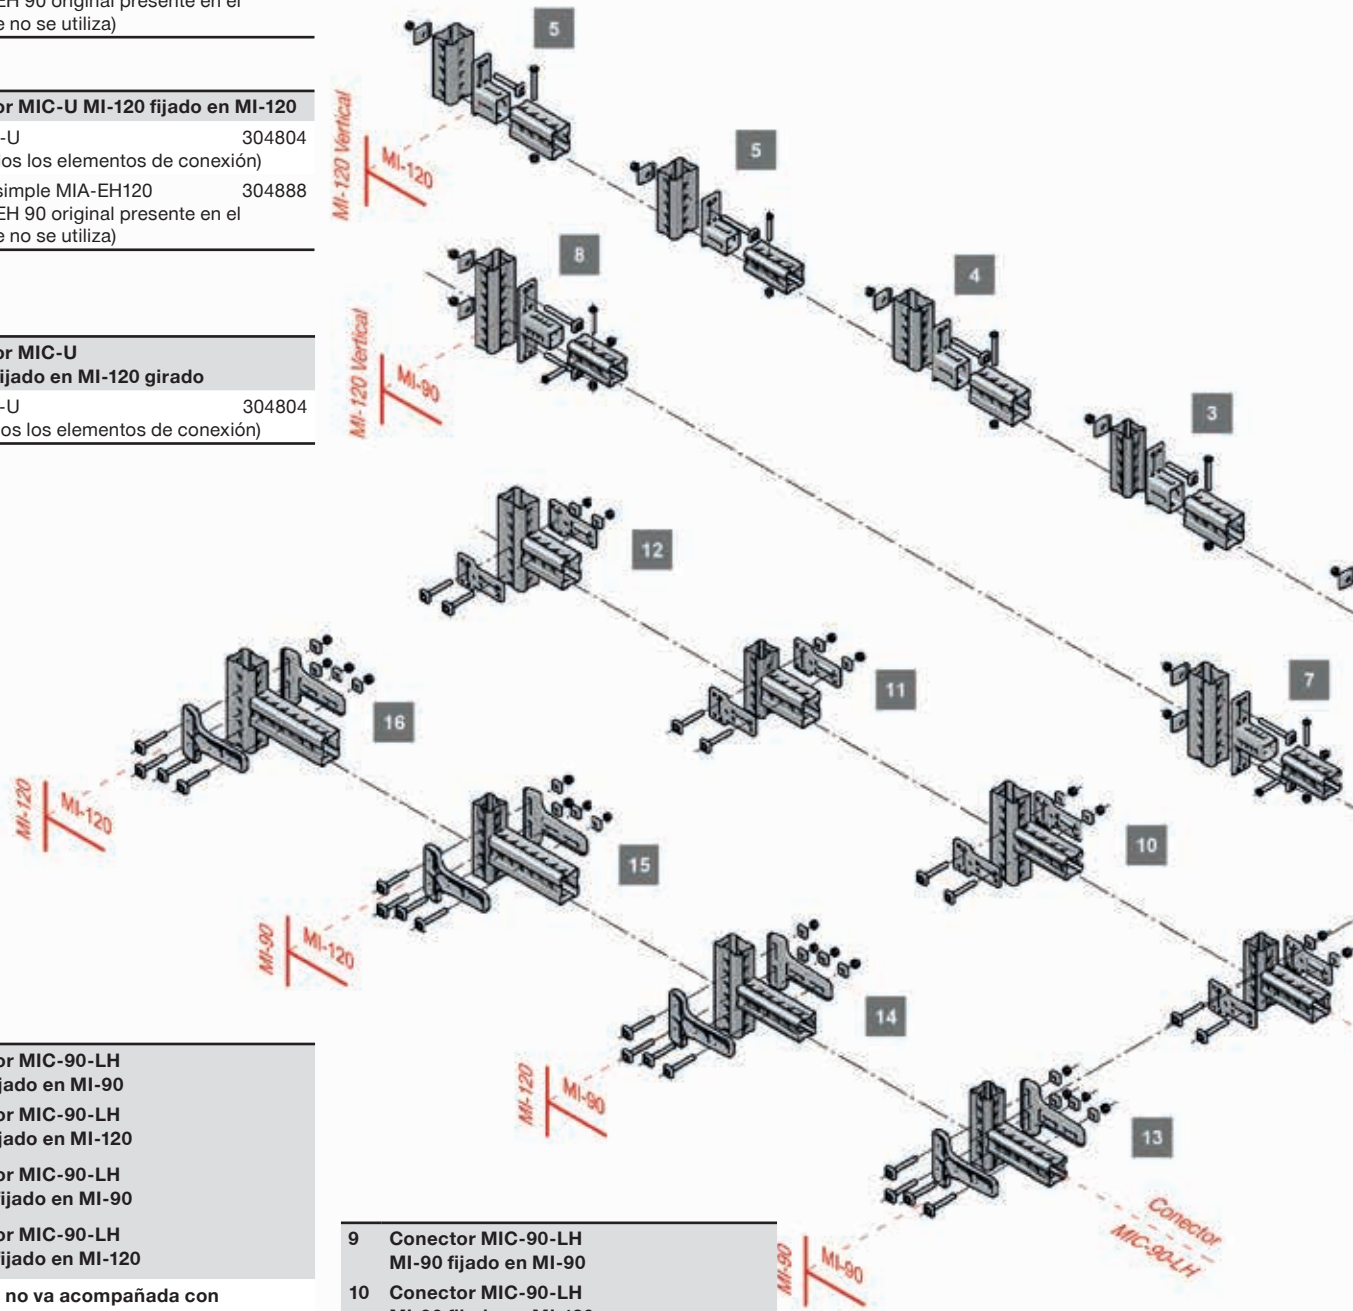 EH 90 original presente en el
e no se utiliza)
or MIC-U MI-120 fijado en MI-120
-U 304804
los los elementos de conexión)
simple MIA-EH120 304888
EH 90 original presente en el
e no se utiliza)
or MIC-U
fijado en MI-120 girado
-U 304804
los los elementos de conexión)
5
MI-120 Vertical
MI-120
5
8
4
MI-120 Vertical
MI-90
3
12
11
7
16
MI-120
MI-120
15
10
MI-90
MI-120
14
MI-120
MI-90
13
Conector
MIC-90-LH
MI-90
MI-90
or MIC-90-LH
jado en MI-90
or MIC-90-LH
jado en MI-120
or MIC-90-LH
fijado en MI-90
or MIC-90-LH
fijado en MI-120
no va acompañada con
9 Conector MIC-90-LH
MI-90 fijado en MI-90
10 Conector MIC-90-LH